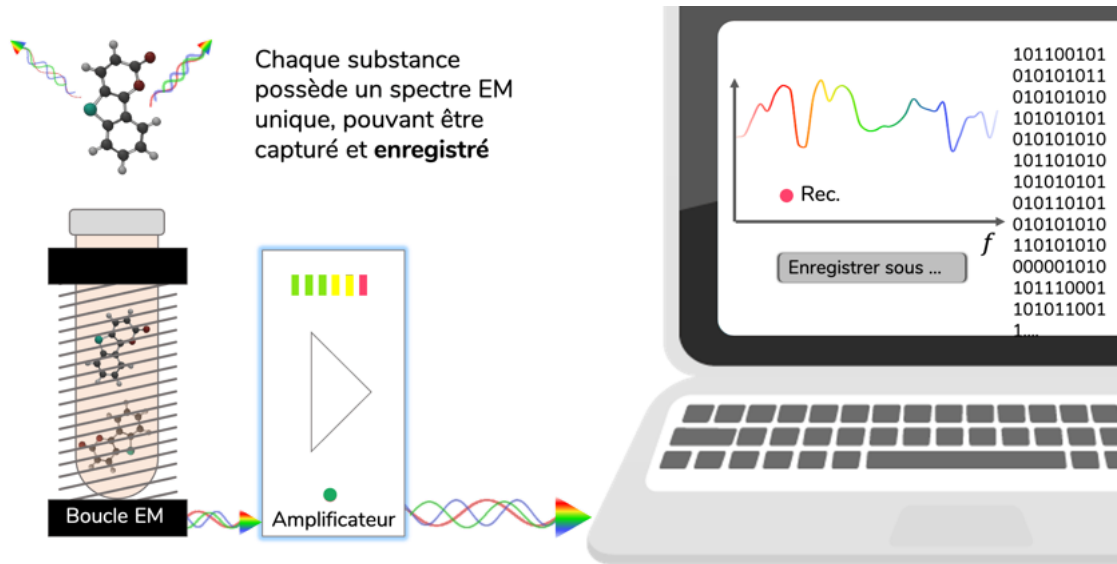 Chaque substance
possède un spectre EM
unique, pouvant être
capturé et enregistré
Boucle EM
Amplificateur
Rec.
f
Enregistrer sous ...
101100101
010101011
010101010
101010101
010101010
101101010
101010101
010110101
010101010
110101010
000001010
101110001
101011001
1....